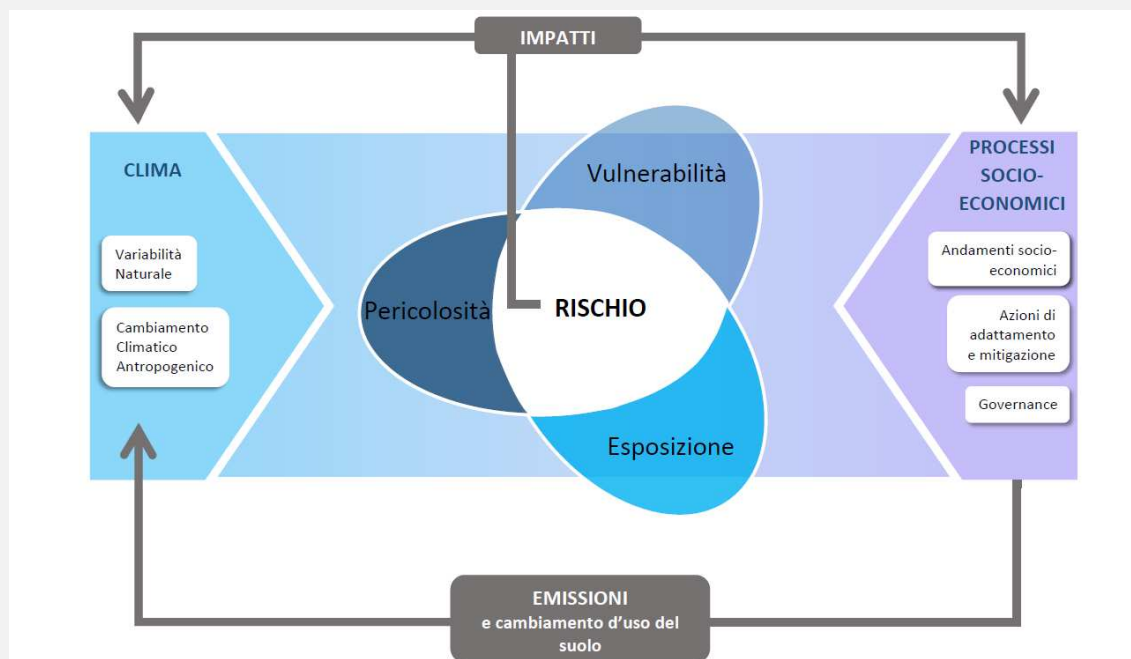 IMPATTI
CLIMA
Variabilità
Naturale
Cambiamento
Climatico
Antropogenico
Vulnerabilità
Pericolosità
RISCHIO
Esposizione
PROCESSI
SOCIO-
ECONOMICI
Andamenti socio-
economici
Azioni di
adattamento
e mitigazione
Governance
EMISSIONI
e cambiamento d'uso del
suolo